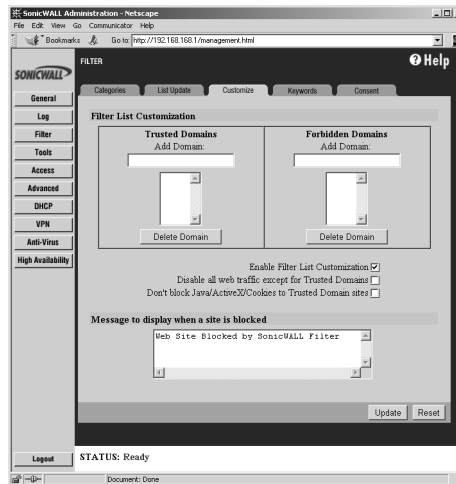 SonicWALL Administration - Netscape
File Edit View Go Communicator Help
Bookmarks Go to: http://192.168.168.1/management.html
SONICWALL
FILTER
Help
Categories List Update Customize Keywords Consent
General
Log
Filter
Tools
Access
Advanced
DHCP
VPN
Anti-Virus
High Availability
Logout
Filter List Customization
Trusted Domains Forbidden Domains
Add Domain: Add Domain:
Delete Domain Delete Domain
Enable Filter List Customization
Disable all web traffic except for Trusted Domains
Don't block Java/ActiveX/Cookies to Trusted Domain sites
Message to display when a site is blocked
Web Site Blocked by SonicWALL Filter
Update Reset
STATUS: Ready
Document: Done